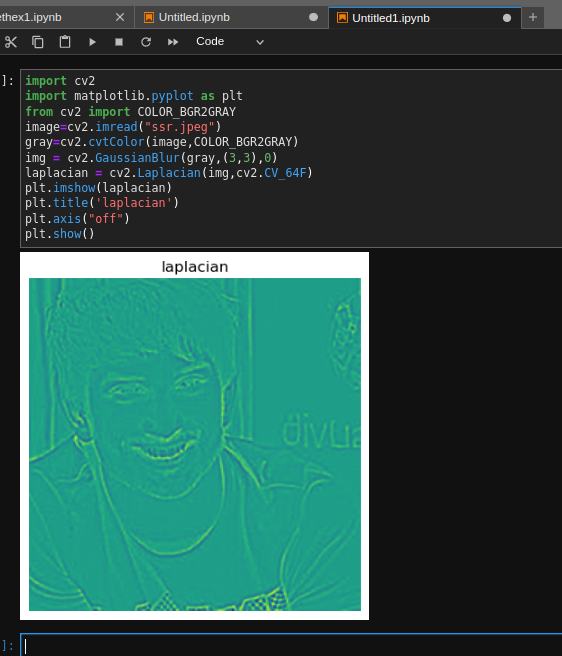 ethex1.ipynb
Untitled.ipynb
Untitled1.ipynb
Code
]:
import cv2
import matplotlib.pyplot as plt
from cv2 import COLOR_BGR2GRAY
image=cv2.imread("ssr.jpeg")
gray=cv2.cvtColor(image,COLOR_BGR2GRAY)
img = cv2.GaussianBlur(gray,(3,3),0)
laplacian = cv2.Laplacian(img,cv2.CV_64F)
plt.imshow(laplacian)
plt.title('laplacian')
plt.axis("off")
plt.show()
laplacian
]: